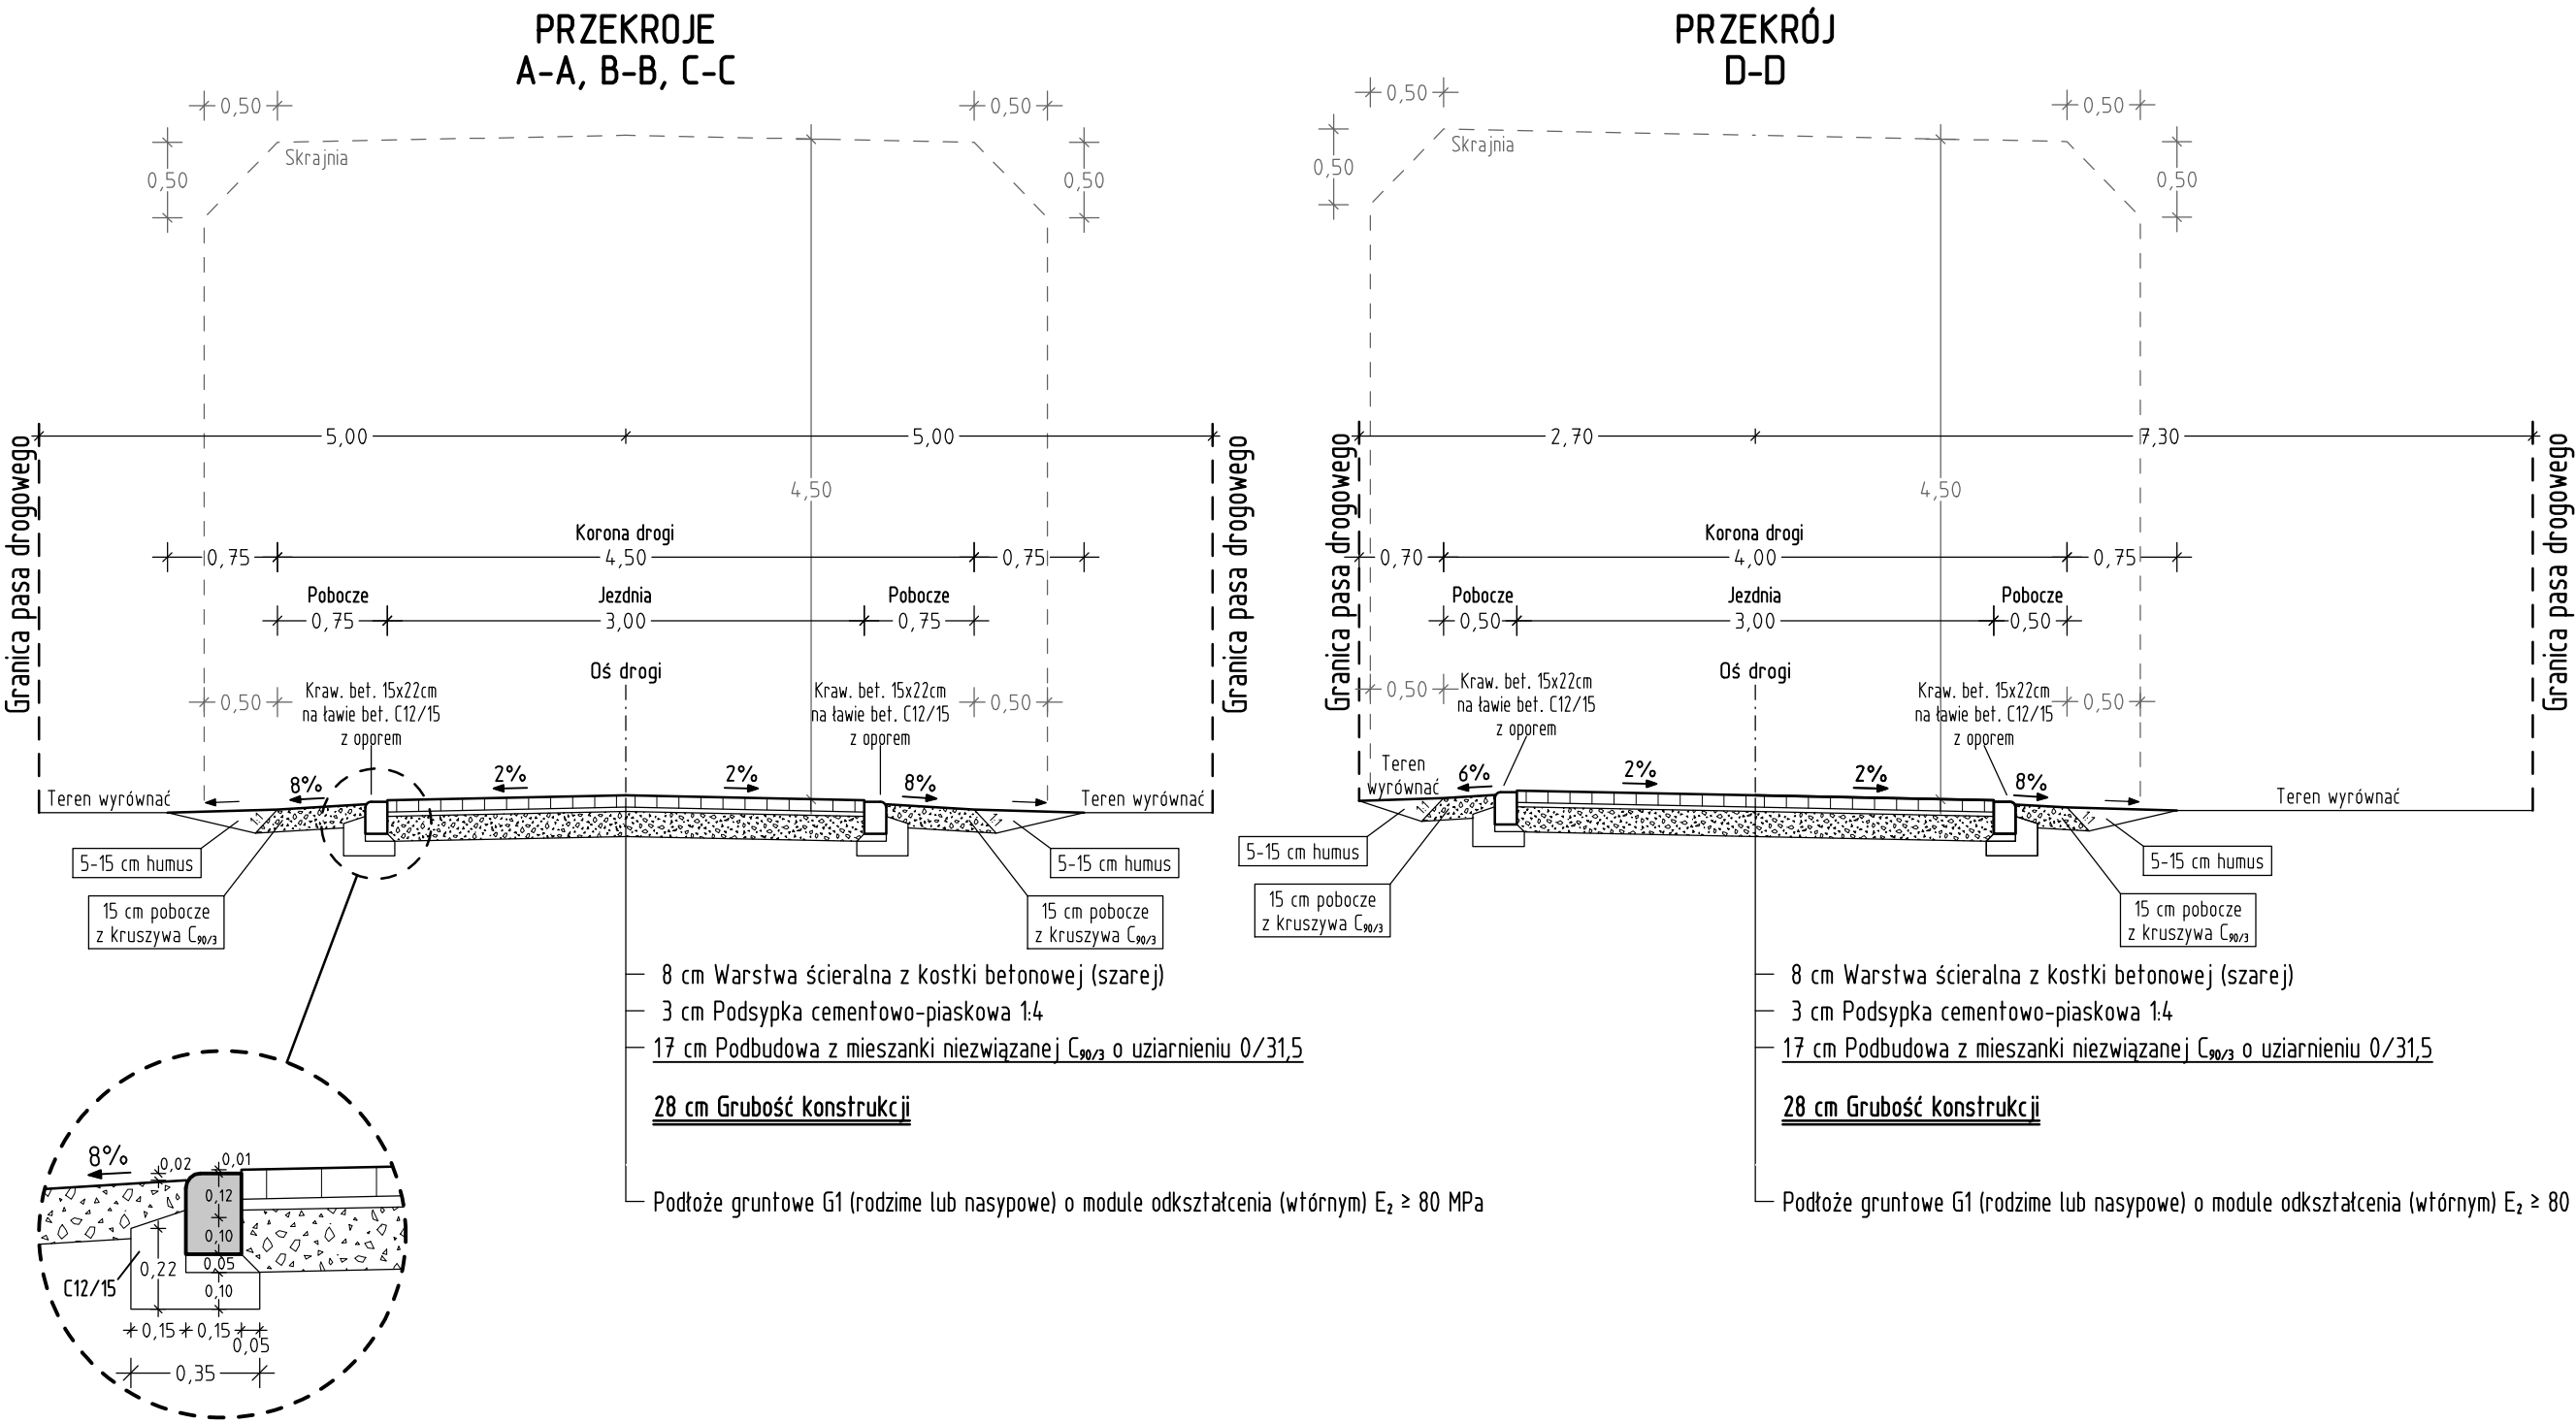 PRZEKROJE
A-A, B-B, C-C
0,50
0,50
0,50
Skrajnia
0,50
5,00
5,00
4,50
Granica pasa drogowego
Granica pasa drogowego
Korona drogi
0,75
4,50
0,75
Pobocze
Jezdnia
Pobocze
0,75
3,00
0,75
Oś drogi
0,50
0,50
Kraw. bet. 15x22cm
na ławie bet. C12/15
z oporem
Kraw. bet. 15x22cm
na ławie bet. C12/15
z oporem
8%
2%
2%
8%
Teren wyrównać
Teren wyrównać
1:1
1:1
5-15 cm humus
5-15 cm humus
15 cm pobocze
z kruszywa C90/3
15 cm pobocze
z kruszywa C90/3
8 cm Warstwa ścieralna z kostki betonowej (szarej)
3 cm Podsypka cementowo-piaskowa 1:4
17 cm Podbudowa z mieszanki niezwiązanej C90/3 o uziarnieniu 0/31,5
28 cm Grubość konstrukcji
Podłoże gruntowe G1 (rodzime lub nasypowe) o module odkształcenia (wtórnym) E₂ ≥ 80 MPa
8%
0,02
0,01
0,12
0,10
0,05
0,22
0,10
C12/15
0,15
0,15
0,05
0,35
PRZEKRÓJ
D-D
0,50
0,50
0,50
Skrajnia
0,50
2,70
7,30
4,50
Granica pasa drogowego
Granica pasa drogowego
Korona drogi
0,70
4,00
0,75
Pobocze
Jezdnia
Pobocze
0,50
3,00
0,50
Oś drogi
0,50
0,50
Kraw. bet. 15x22cm
na ławie bet. C12/15
z oporem
Kraw. bet. 15x22cm
na ławie bet. C12/15
z oporem
Teren
wyrównać
6%
2%
2%
8%
Teren wyrównać
1:1
1:1
5-15 cm humus
5-15 cm humus
15 cm pobocze
z kruszywa C90/3
15 cm pobocze
z kruszywa C90/3
8 cm Warstwa ścieralna z kostki betonowej (szarej)
3 cm Podsypka cementowo-piaskowa 1:4
17 cm Podbudowa z mieszanki niezwiązanej C90/3 o uziarnieniu 0/31,5
28 cm Grubość konstrukcji
Podłoże gruntowe G1 (rodzime lub nasypowe) o module odkształcenia (wtórnym) E₂ ≥ 80